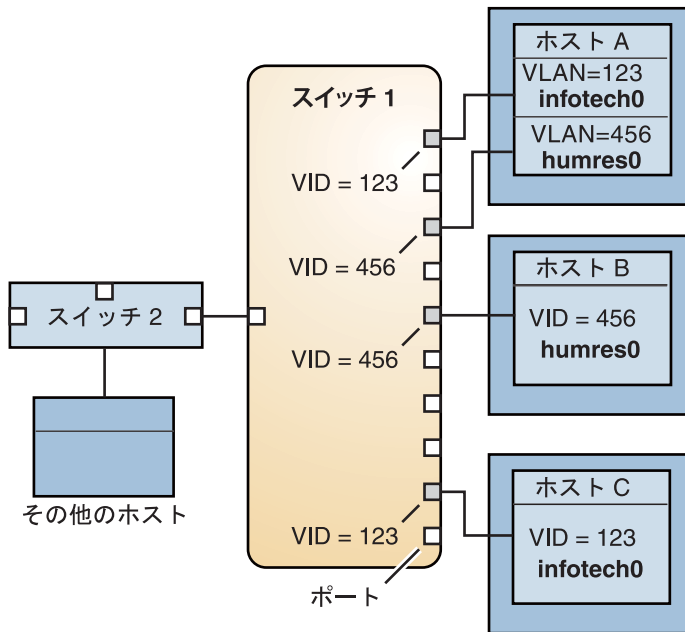 スイッチ 1
VID = 123
VID = 456
VID = 456
VID = 123
ポート
スイッチ 2
その他のホスト
ホスト A
VLAN=123
infotech0
VLAN=456
humres0
ホスト B
VID = 456
humres0
ホスト C
VID = 123
infotech0